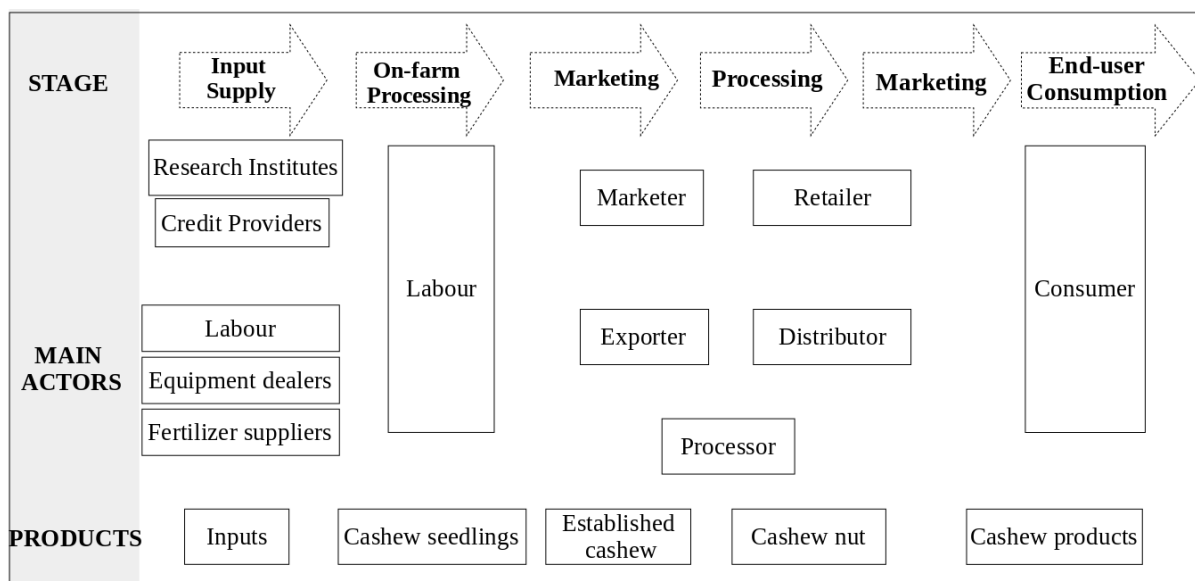 STAGE
Input
Supply
On-farm
Processing
Marketing
Processing
Marketing
End-user
Consumption
MAIN
ACTORS
Research Institutes
Credit Providers
Labour
Equipment dealers
Fertilizer suppliers
Labour
Marketer
Retailer
Exporter
Distributor
Processor
Consumer
PRODUCTS
Inputs
Cashew seedlings
Established
cashew
Cashew nut
Cashew products